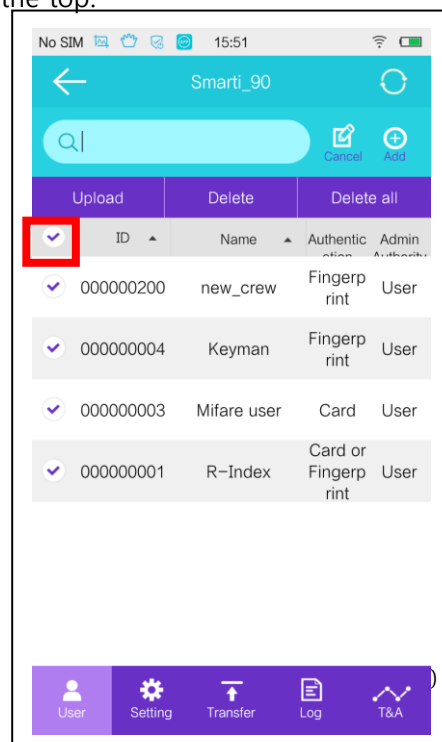 the top.
No SIM 15:51
Smarti_90
Cancel Add
Upload Delete Delete all
ID Name Authentic Admin
ation Authority
000000200 new_crew Fingerp
rint User
000000004 Keyman Fingerp
rint User
000000003 Mifare user Card User
000000001 R-Index Card or
Fingerp
rint User
)
User Setting Transfer Log T&A